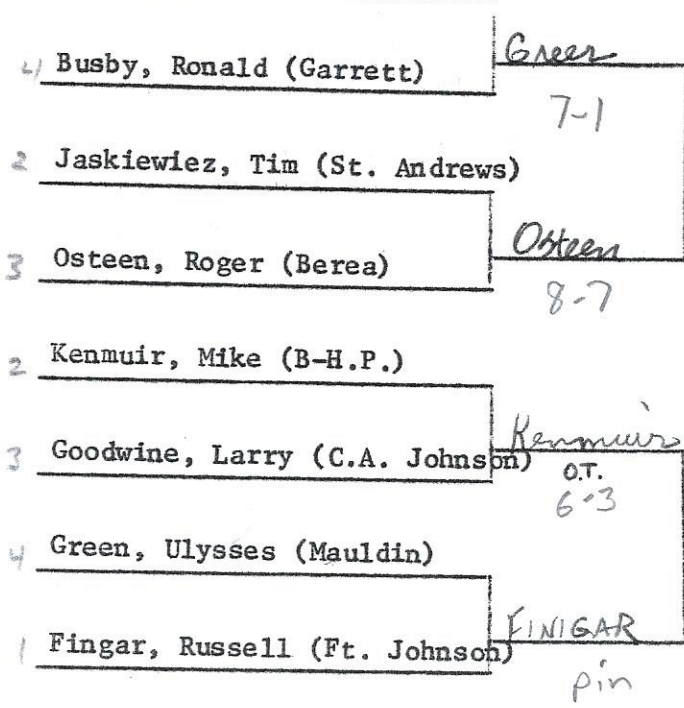 Greer
4 Busby, Ronald (Garrett)
7-1
2 Jaskiewiez, Tim (St. Andrews)
Osteen
3 Osteen, Roger (Berea)
8-7
2 Kenmuir, Mike (B-H.P.)
Kenmuir
3 Goodwine, Larry (C.A. Johnson)
O.T.
6-3
4 Green, Ulysses (Mauldin)
FINIGAR
1 Fingar, Russell (Ft. Johnson)
pin